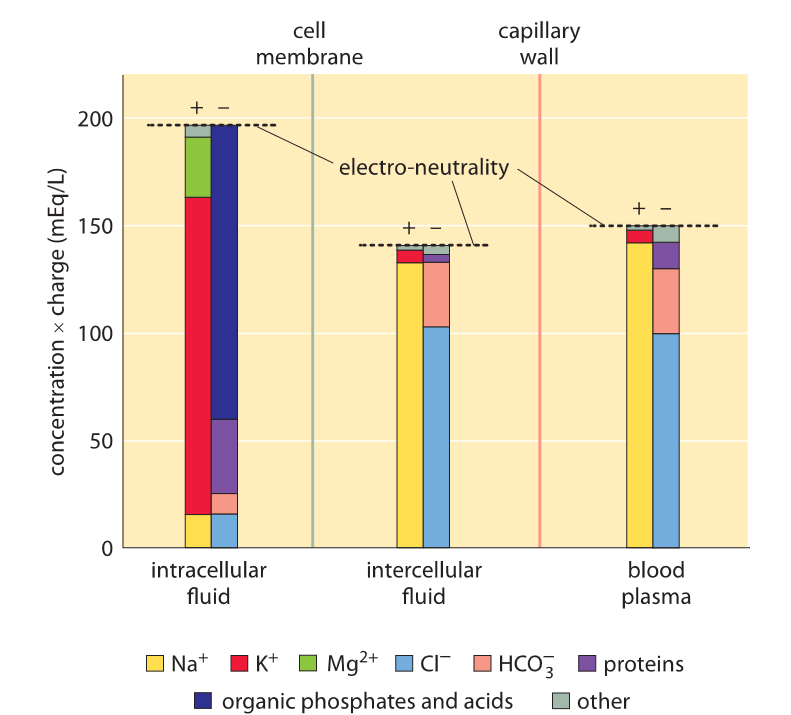 cell
membrane
capillary
wall
concentration × charge (mEq/L)
200
150
100
50
0
+ −
+ −
+ −
electro-neutrality
intracellular
fluid
intercellular
fluid
blood
plasma
Na⁺ K⁺ Mg²⁺ Cl⁻ HCO₃⁻ proteins
organic phosphates and acids other